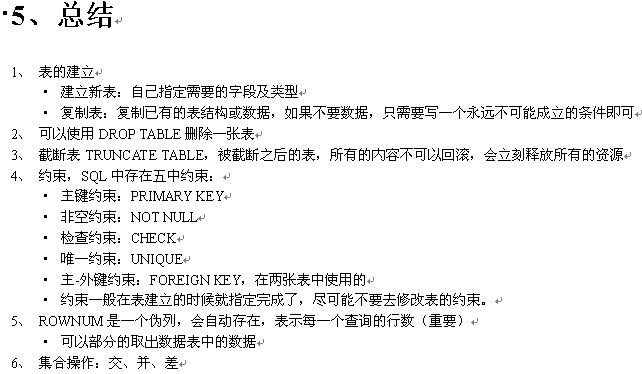 ▪5、总结
1、 表的建立
• 建立新表：自己指定需要的字段及类型
• 复制表：复制已有的表结构或数据，如果不要数据，只需要写一个永远不可能成立的条件即可
2、 可以使用 DROP TABLE 删除一张表
3、 截断表 TRUNCATE TABLE，被截断之后的表，所有的内容不可以回滚，会立刻释放所有的资源
4、 约束，SQL 中存在五中约束：
• 主键约束：PRIMARY KEY
• 非空约束：NOT NULL
• 检查约束：CHECK
• 唯一约束：UNIQUE
• 主-外键约束：FOREIGN KEY，在两张表中使用的
• 约束一般在表建立的时候就指定完成了，尽可能不要去修改表的约束。
5、 ROWNUM 是一个伪列，会自动存在，表示每一个查询的行数（重要）
• 可以部分的取出数据表中的数据
6、 集合操作：交、并、差